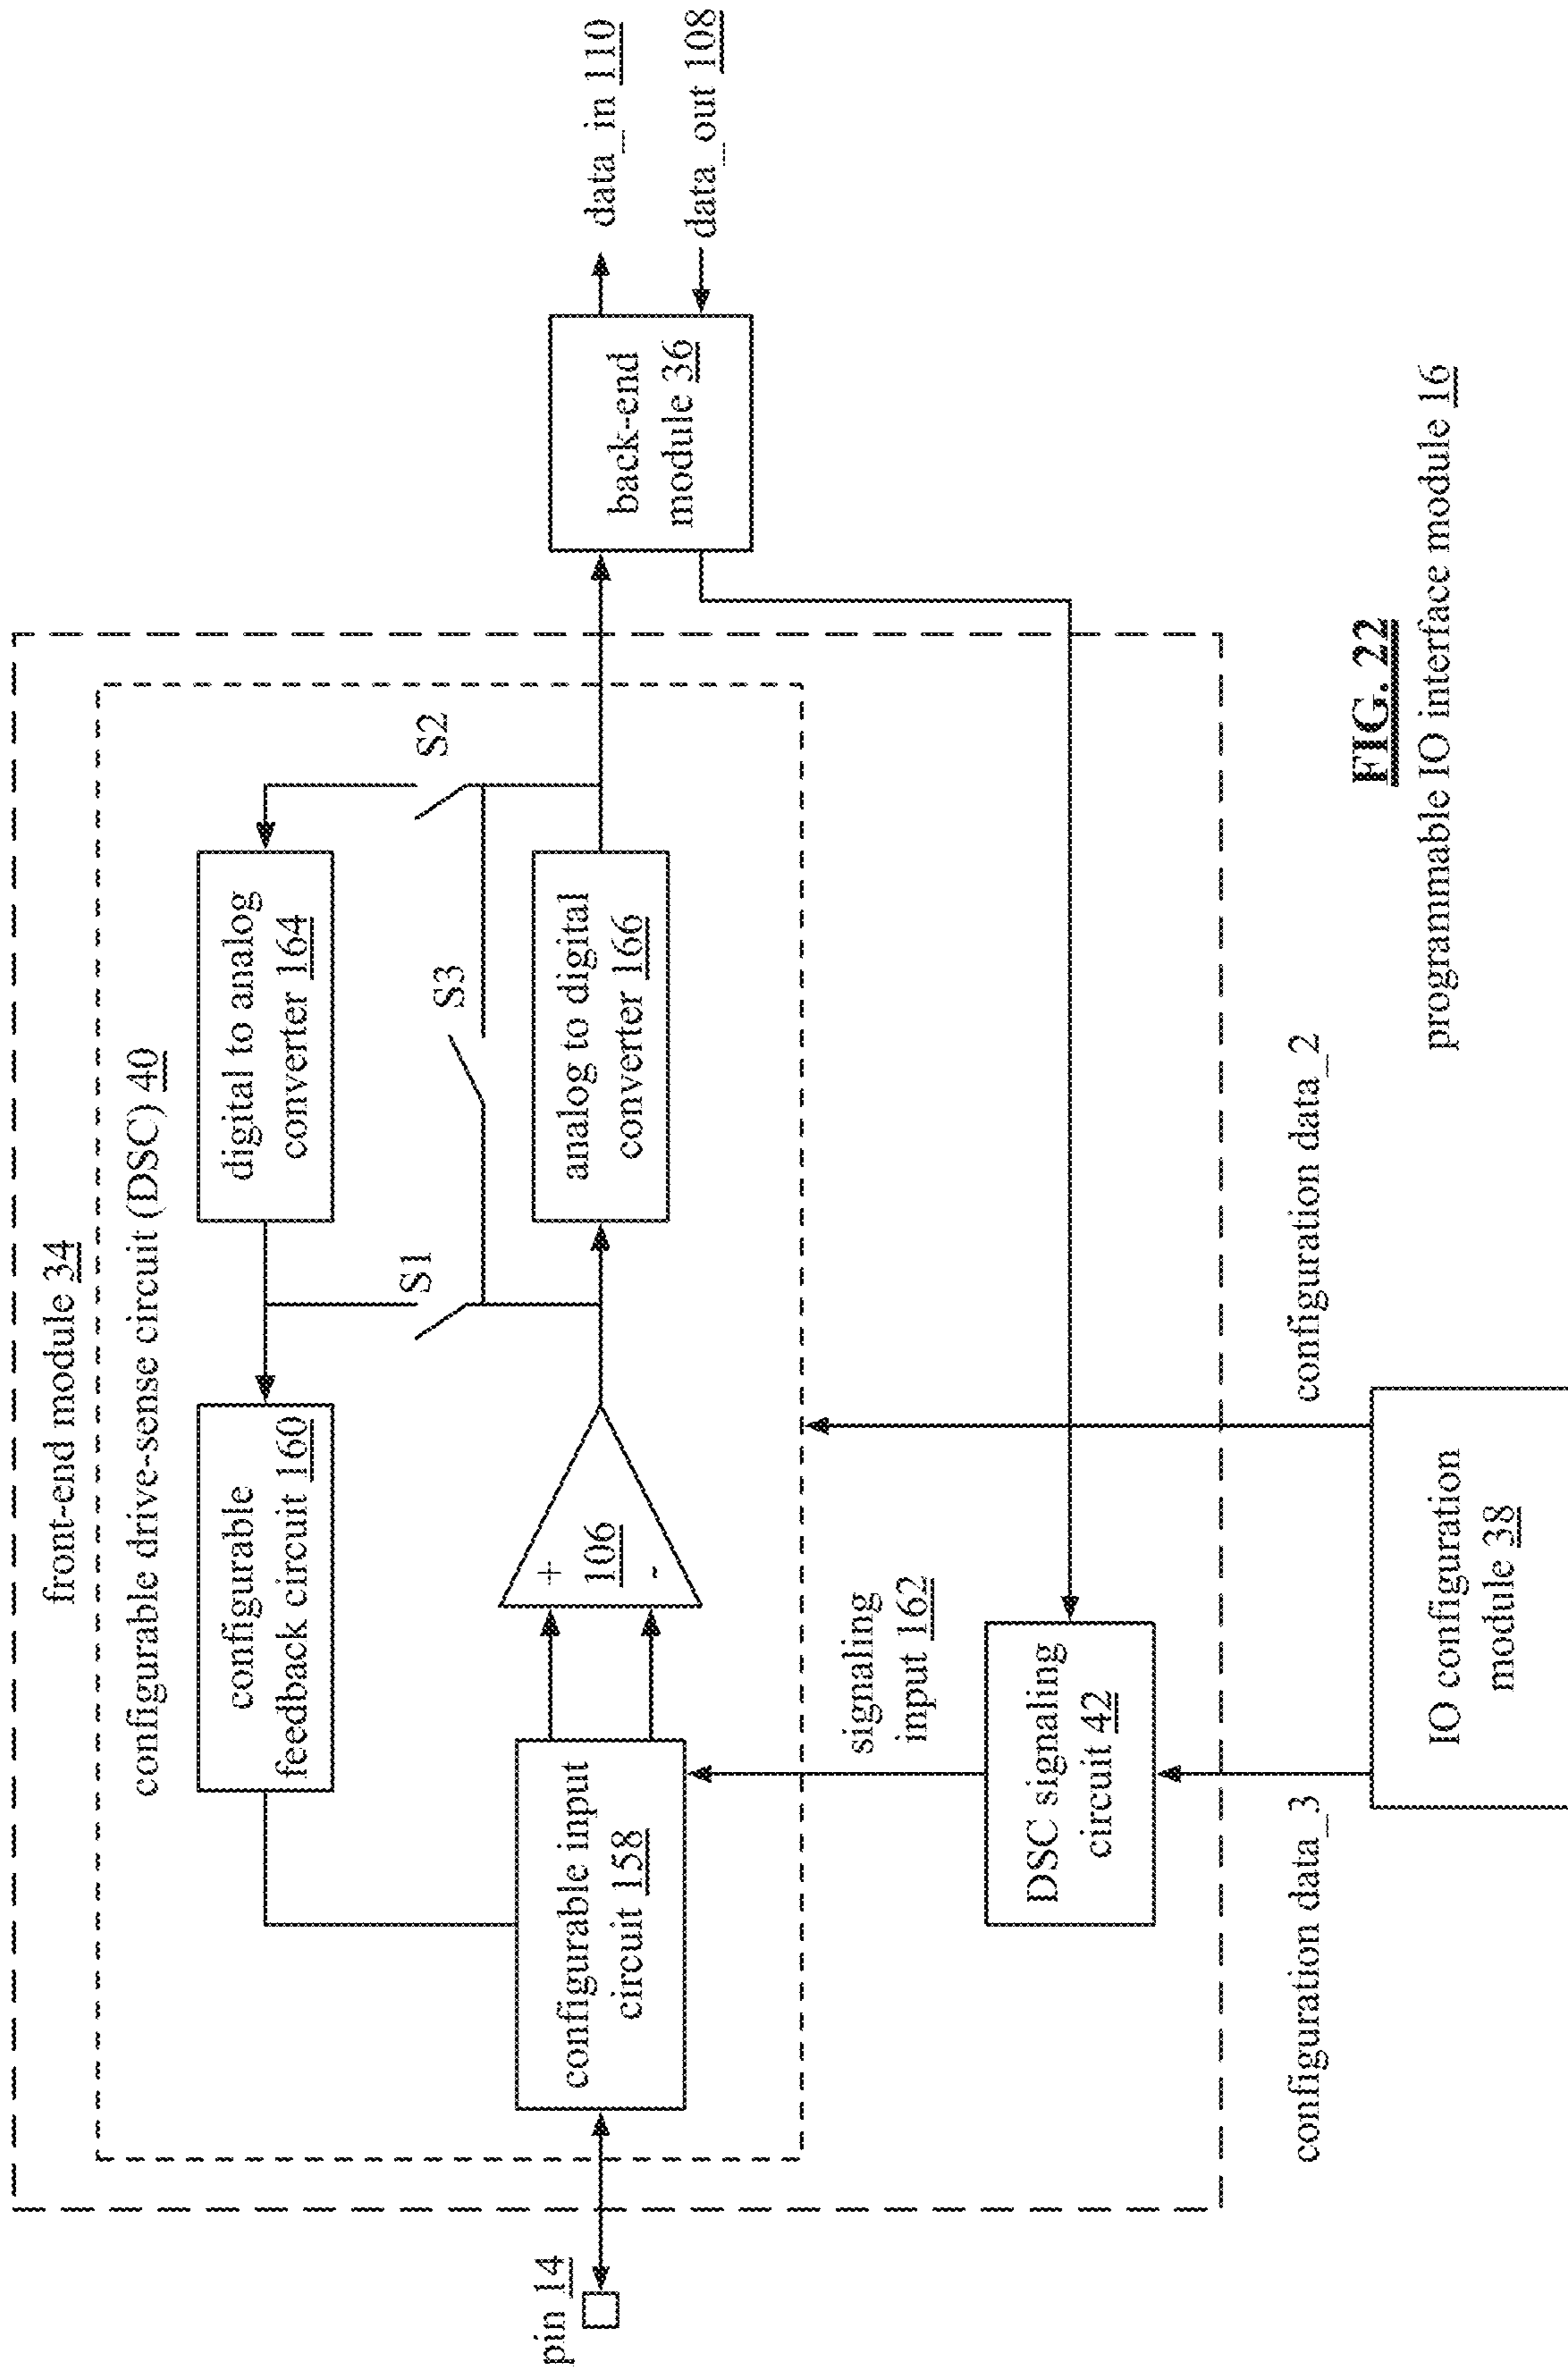 front-end module 34
configurable drive-sense circuit (DSC) 40
configurable
feedback circuit 160
digital to analog
converter 164
S1
S2
S3
pin 14
configurable input
circuit 158
+
106
-
analog to digital
converter 166
back-end
module 36
data_in 110
data_out 108
signaling
input 162
DSC signaling
circuit 42
configuration data_3
configuration data_2
IO configuration
module 38
FIG. 22
programmable IO interface module 16